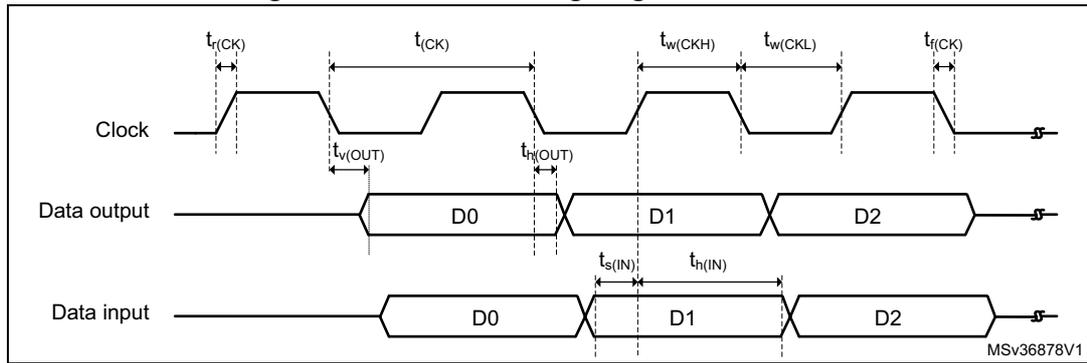 tr(CK) t(CK) tw(CKH) tw(CKL) tf(CK)
Clock
tv(OUT) th(OUT)
Data output D0 D1 D2
ts(IN) th(IN)
Data input D0 D1 D2
MSv36878V1